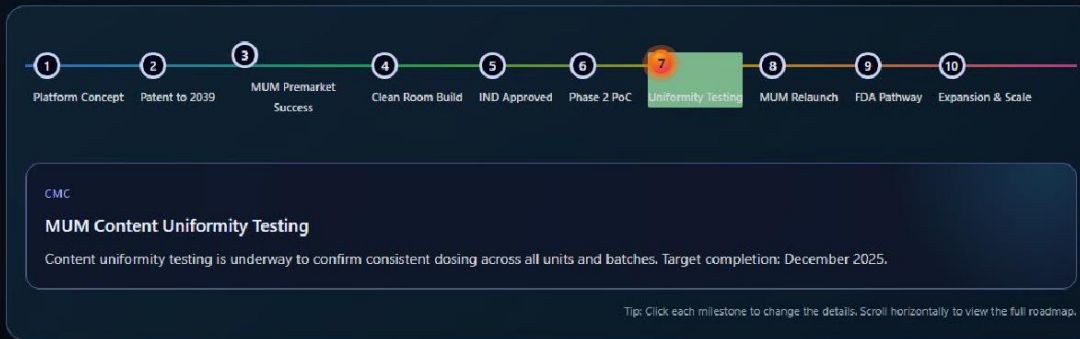 1
2
3
4
5
6
7
8
9
10
Platform Concept
Patent to 2039
MUM Premarket
Success
Clean Room Build
IND Approved
Phase 2 PoC
Uniformity Testing
MUM Relaunch
FDA Pathway
Expansion & Scale
CMC
MUM Content Uniformity Testing
Content uniformity testing is underway to confirm consistent dosing across all units and batches. Target completion: December 2025.
Tip: Click each milestone to change the details. Scroll horizontally to view the full roadmap.